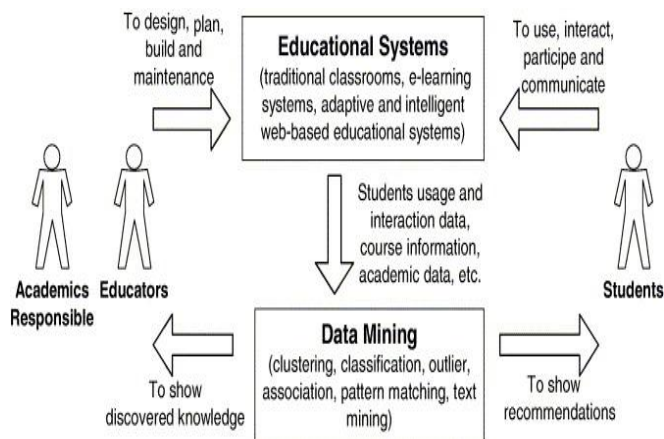 To design, plan,
build and
maintenance
Educational Systems
(traditional classrooms, e-learning
systems, adaptive and intelligent
web-based educational systems)
To use, interact,
participe and
communicate
Students usage and
interaction data,
course information,
academic data, etc.
Academics
Responsible
Educators
Students
Data Mining
(clustering, classification, outlier,
association, pattern matching, text
mining)
To show
discovered knowledge
To show
recommendations